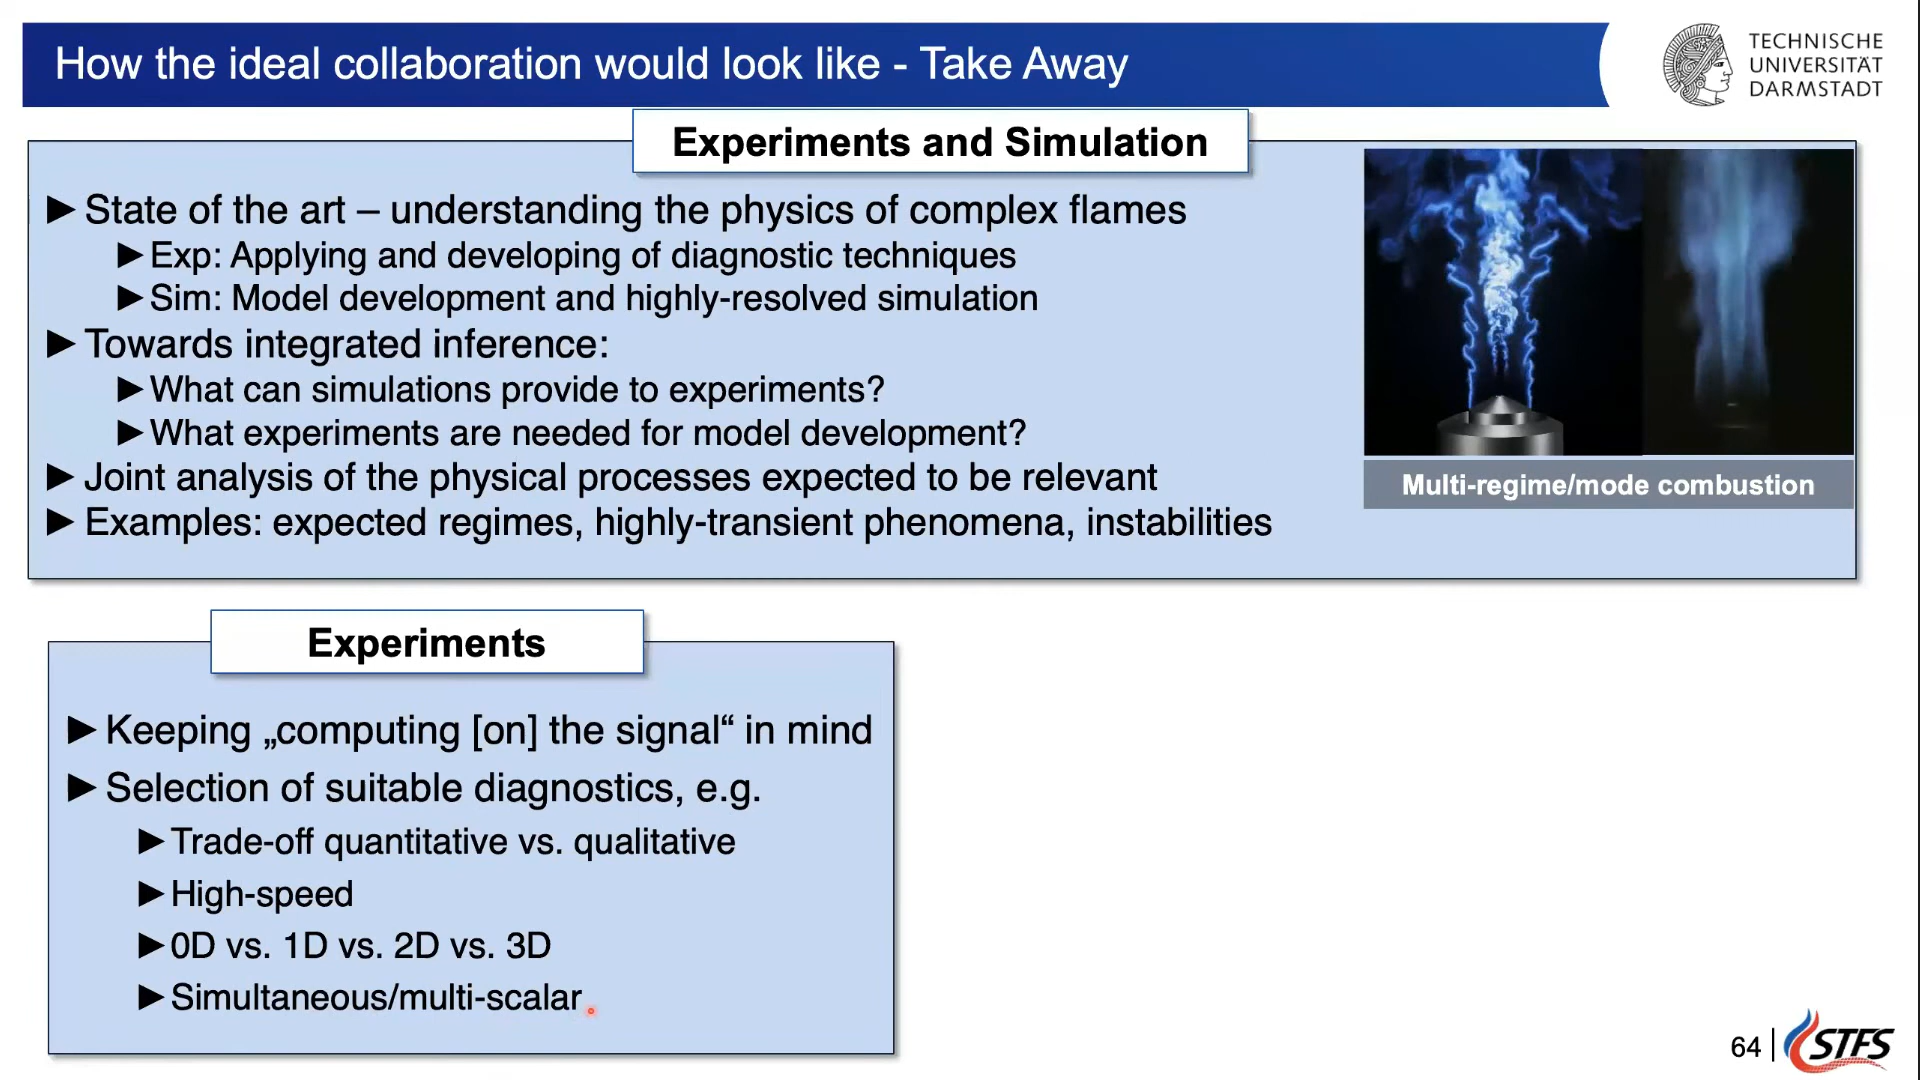 How the ideal collaboration would look like - Take Away
TECHNISCHE
UNIVERSITÄT
DARMSTADT
Experiments and Simulation
► State of the art – understanding the physics of complex flames
► Exp: Applying and developing of diagnostic techniques
► Sim: Model development and highly-resolved simulation
► Towards integrated inference:
► What can simulations provide to experiments?
► What experiments are needed for model development?
► Joint analysis of the physical processes expected to be relevant
► Examples: expected regimes, highly-transient phenomena, instabilities
Multi-regime/mode combustion
Experiments
► Keeping „computing [on] the signal“ in mind
► Selection of suitable diagnostics, e.g.
► Trade-off quantitative vs. qualitative
► High-speed
► 0D vs. 1D vs. 2D vs. 3D
► Simultaneous/multi-scalar
64 | STFS